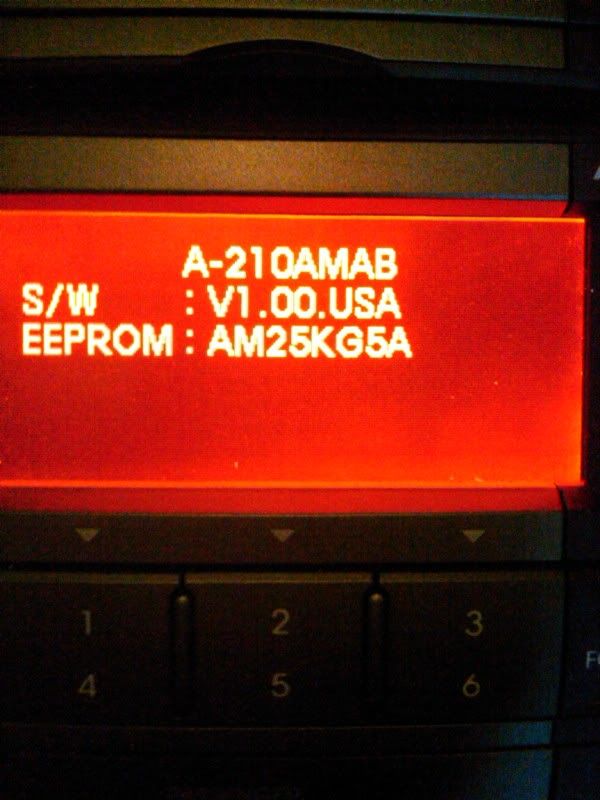 A-210AMAB
S/W : V1.00.USA
EEPROM : AM25KG5A
1 2 3
4 5 6